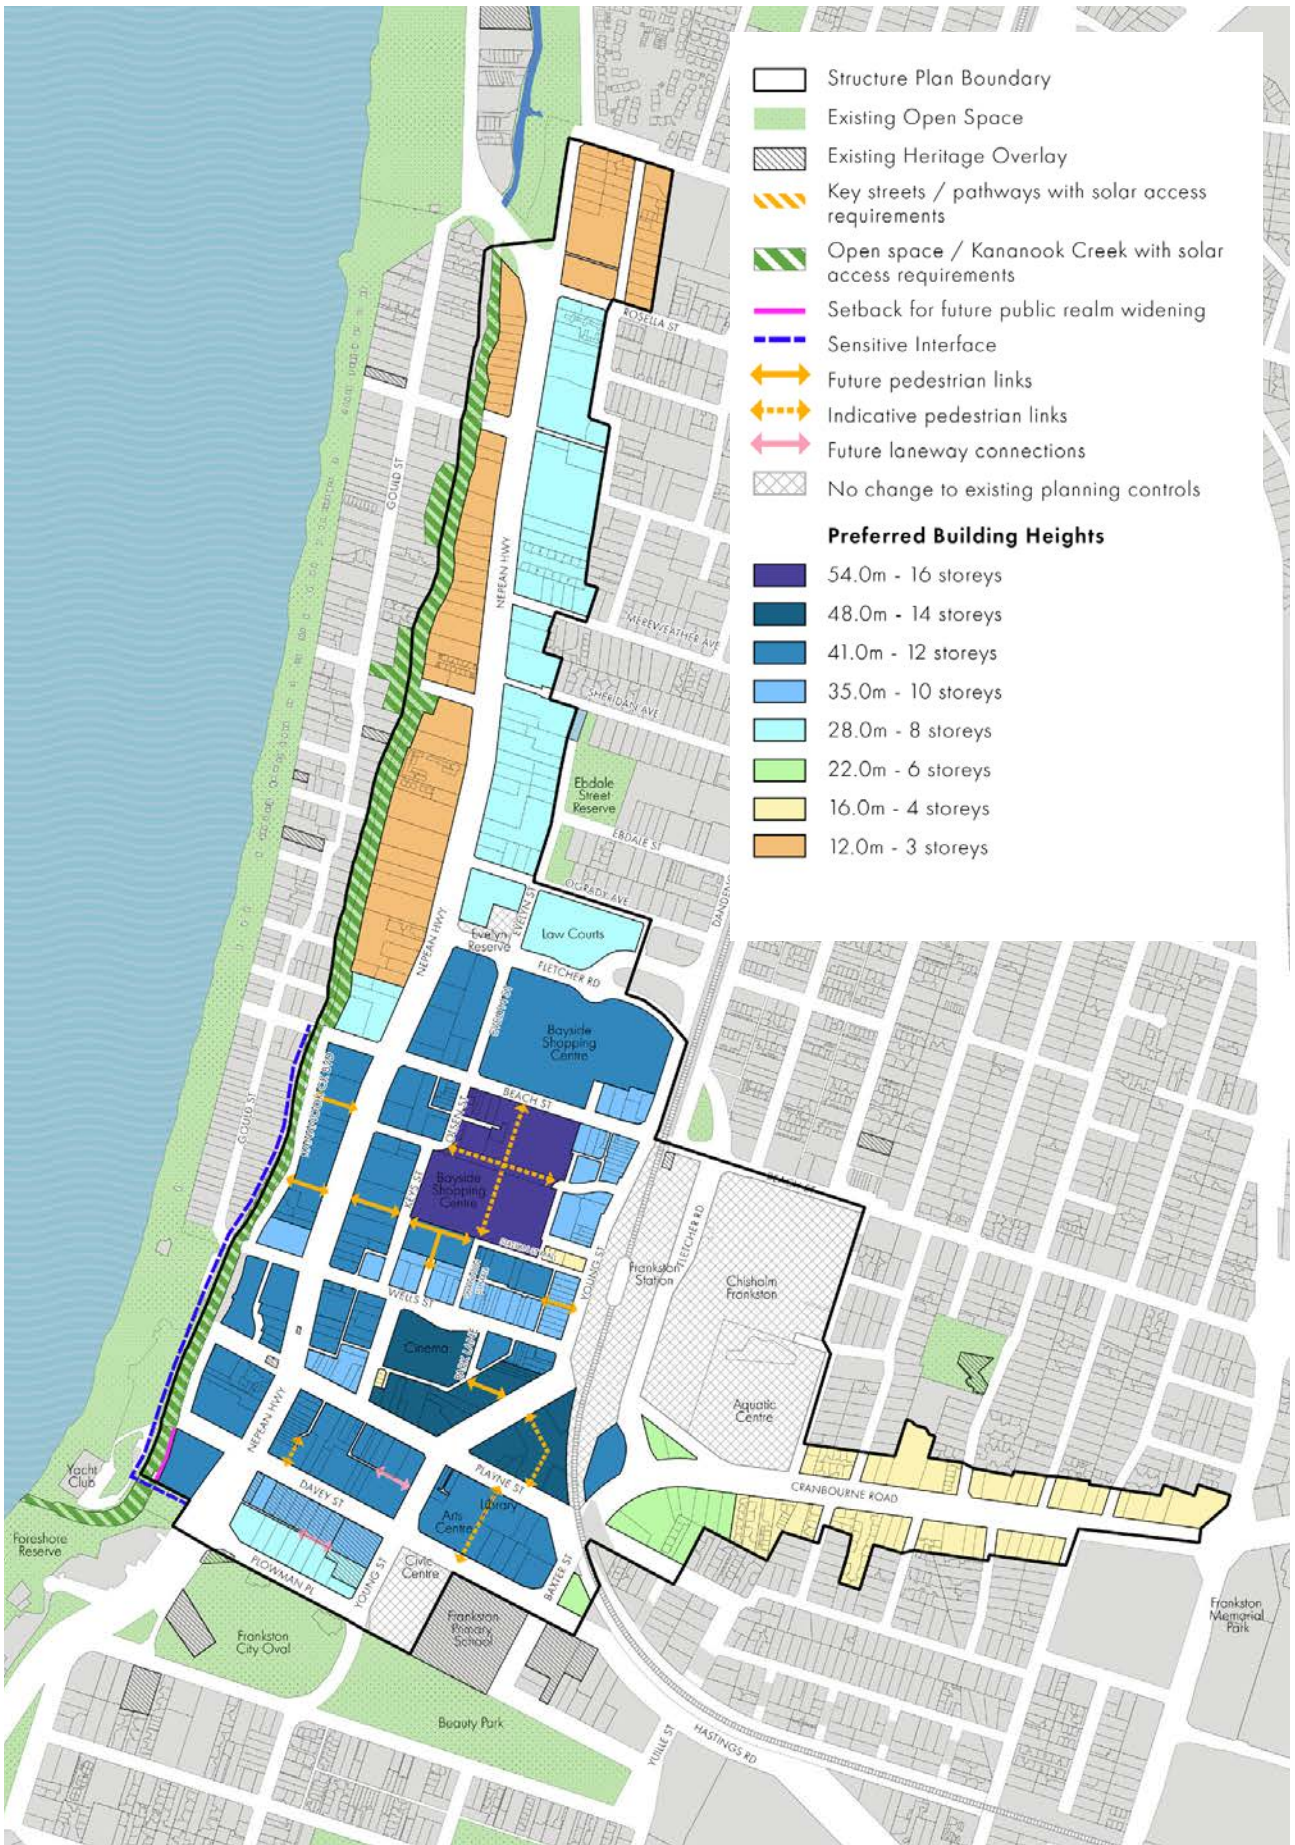 Structure Plan Boundary
Existing Open Space
Existing Heritage Overlay
Key streets / pathways with solar access
requirements
Open space / Kananook Creek with solar
access requirements
Setback for future public realm widening
Sensitive Interface
Future pedestrian links
Indicative pedestrian links
Future laneway connections
No change to existing planning controls
Preferred Building Heights
54.0m - 16 storeys
48.0m - 14 storeys
41.0m - 12 storeys
35.0m - 10 storeys
28.0m - 8 storeys
22.0m - 6 storeys
16.0m - 4 storeys
12.0m - 3 storeys
ROSELLA ST
GOULD ST
NEPEAN HWY
MEREWEATHER AVE
SHERIDAN AVE
Ebdale
Street
Reserve
EBDALE ST
OGRADY AVE
DANDENO
EVELYN ST
Evelyn
Reserve
Law Courts
NEPEAN HWY
FLETCHER RD
Bayside
Shopping
Centre
BEACH ST
OLSEN ST
GOULD ST
KEYS ST
Bayside
Shopping
Centre
BEACH ST
FLETCHER RD
YOUNG ST
Frankston
Station
Chisholm
Frankston
WELLS ST
Cinema
PARK LANE
Aquatic
Centre
NEPEAN HWY
Yacht
Club
DAVEY ST
PLAYNE ST
Library
Arts
Centre
CRANBOURNE ROAD
Foreshore
Reserve
PLOWMAN PL
YOUNG ST
Civic
Centre
BAXTER ST
Frankston
City Oval
Frankston
Primary
School
Frankston
Memorial
Park
Beauty Park
YUILLE ST
HASTINGS RD